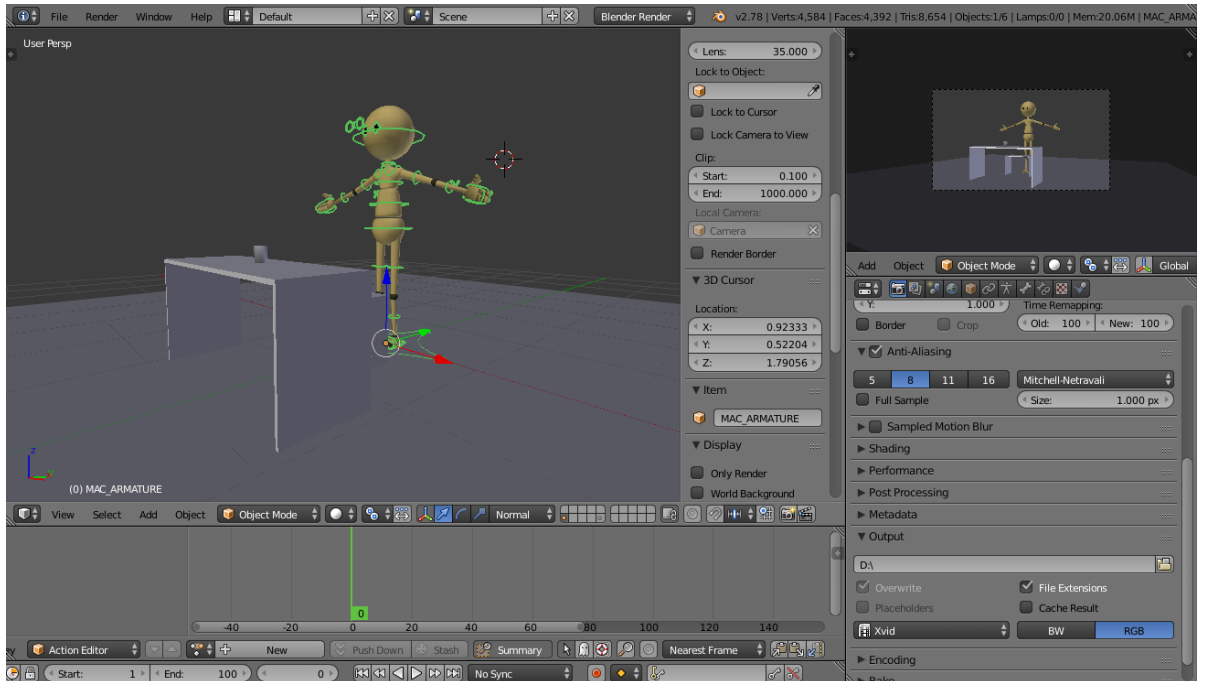 File Render Window Help Default Scene Blender Render v2.78 | Verts:4,584 | Faces:4,392 | Tris:8,654 | Objects:1/6 | Lamps:0/0 | Mem:20.06M | MAC_ARMA
User Persp
Lens: 35.000
Lock to Object:
Lock to Cursor
Lock Camera to View
Clip:
Start: 0.100
End: 1000.000
Local Camera:
Camera
Render Border
3D Cursor
Location:
X: 0.92333
Y: 0.52204
Z: 1.79056
Item
MAC_ARMATURE
Display
Only Render
World Background
z
y
(0) MAC_ARMATURE
View Select Add Object Object Mode Normal
Add Object Object Mode Global
Y: 1.000 Time Remapping:
Border Crop Old: 100 New: 100
Anti-Aliasing
5 8 11 16 Mitchell-Netravali
Full Sample Size: 1.000 px
Sampled Motion Blur
Shading
Performance
Post Processing
Metadata
Output
D:\
Overwrite File Extensions
Placeholders Cache Result
Xvid BW RGB
Encoding
Bake
0
-40 -20 0 20 40 60 80 100 120 140
Action Editor New Push Down Stash Summary Nearest Frame
Start: 1 End: 100 0 No Sync